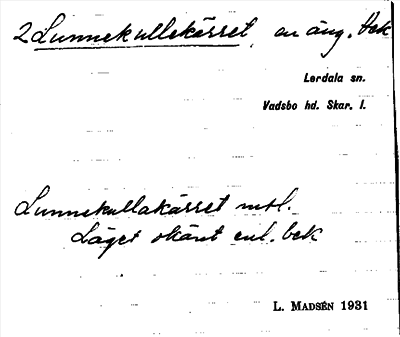 2 Lunnekullekärret, en äng, bek
Lerdala sn.
Vadsbo hd. Skar. l.
Lunnekullakärret mtl.
Läget okänt enl. bek
L. MADSÉN 1931